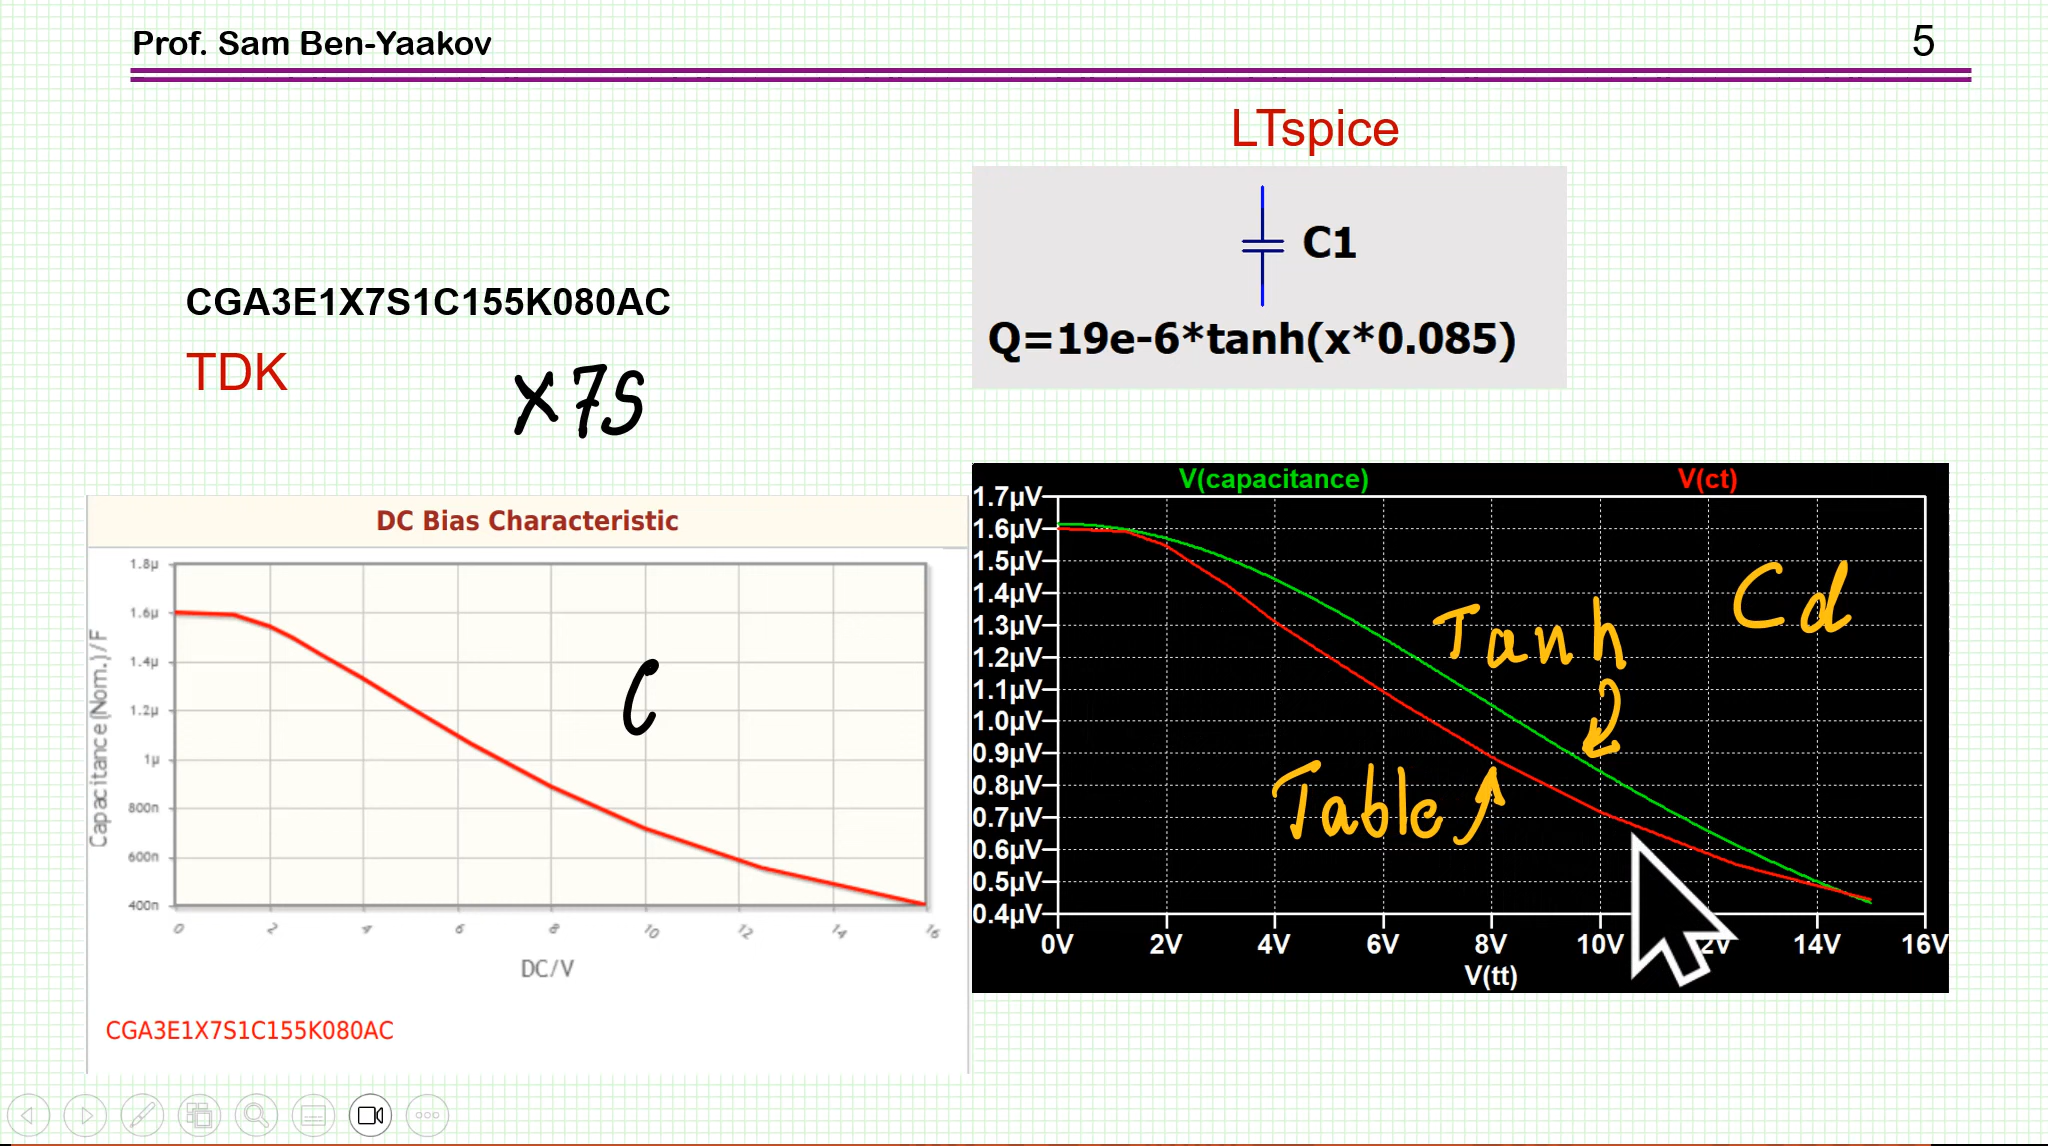 Prof. Sam Ben-Yaakov
5
LTspice
C1
Q=19e-6*tanh(x*0.085)
CGA3E1X7S1C155K080AC
TDK
X7S
DC Bias Characteristic
1.8µ
1.6µ
1.4µ
1.2µ
1µ
800n
600n
400n
Capacitance(Nom.)/F
C
0 2 4 6 8 10 12 14 16
DC/V
CGA3E1X7S1C155K080AC
V(capacitance) V(ct)
1.7µV
1.6µV
1.5µV
1.4µV
1.3µV
1.2µV
1.1µV
1.0µV
0.9µV
0.8µV
0.7µV
0.6µV
0.5µV
0.4µV
Cd
Tanh
Table
0V 2V 4V 6V 8V 10V 2V 14V 16V
V(tt)